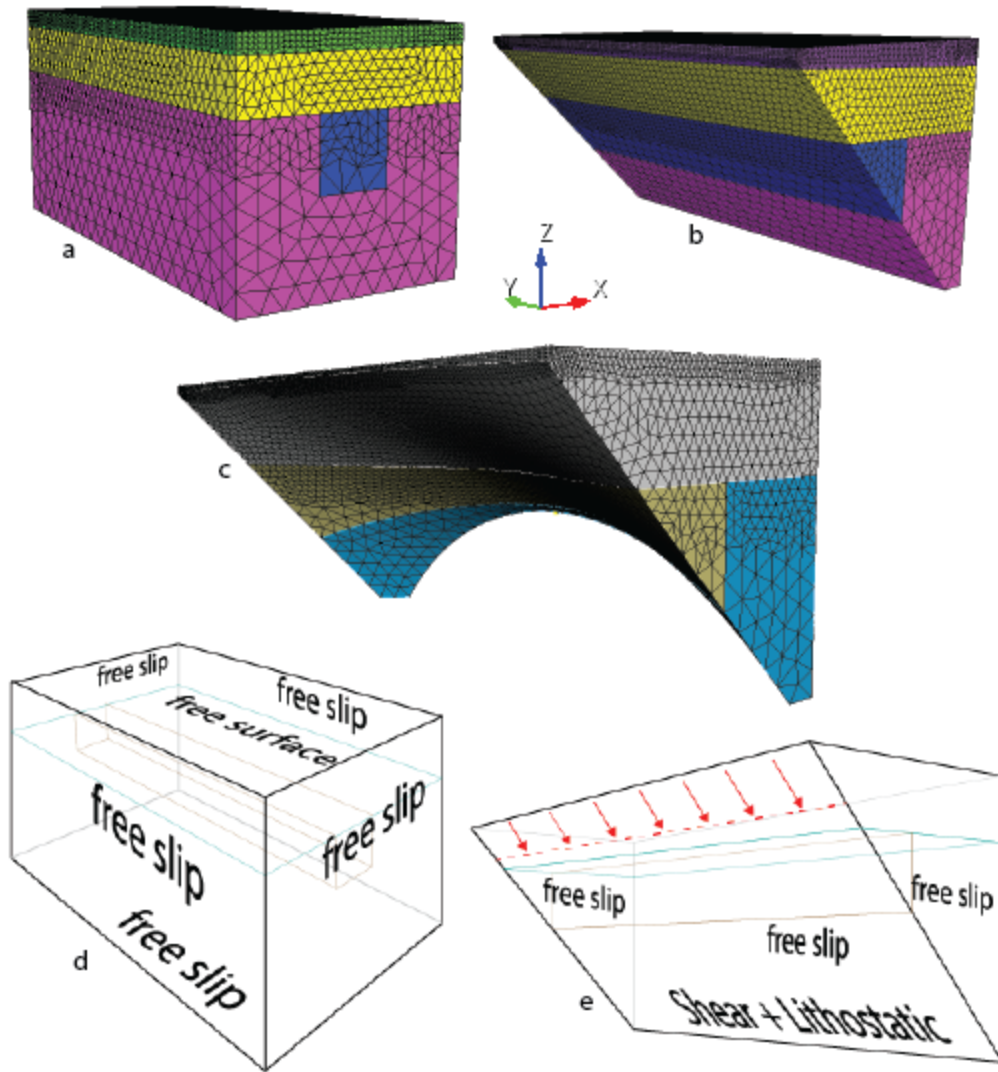 a
b
Z
Y
X
c
free slip
free slip
free surface
free slip
free slip
free slip
d
free slip
free slip
free slip
Shear + Lithostatic
e